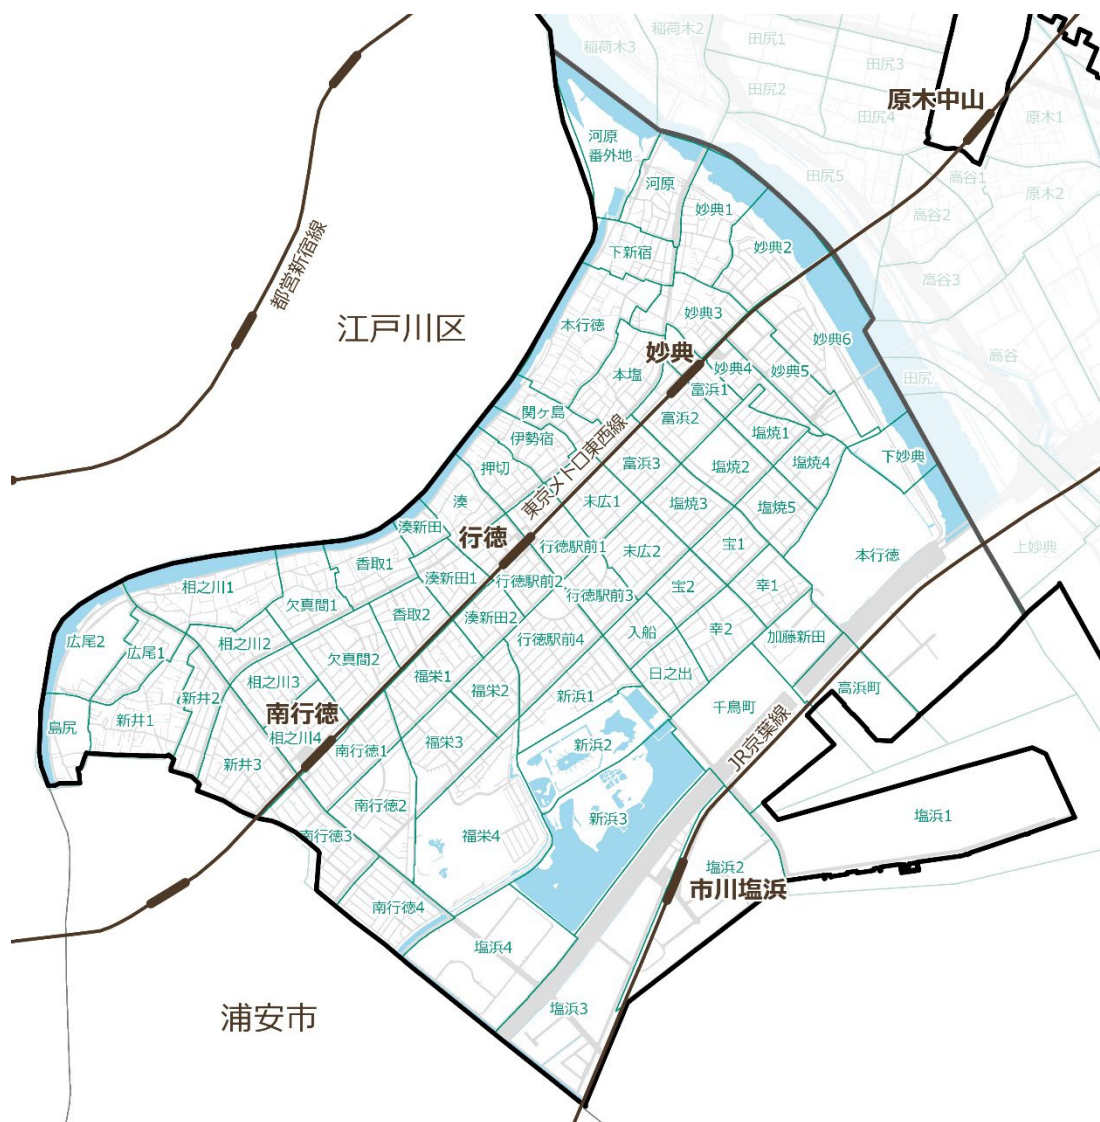 稲荷木3
稲荷木2
田尻1
田尻3
田尻2
田尻4
原木中山
原木1
河原
番外地
河原
田尻5
高谷1
原木2
妙典1
高谷2
下新宿
妙典2
都営新宿線
高谷3
江戸川区
本行徳
妙典3
妙典6
高谷
妙典
本塩
妙典4
妙典5
田尻
富浜1
関ヶ島
富浜2
塩焼1
伊勢宿
東京メトロ東西線
下妙典
押切
富浜3
塩焼2
塩焼4
湊
末広1
塩焼3
塩焼5
湊新田
行徳
行徳駅前1
末広2
宝1
本行徳
上妙典
香取1
相之川1
湊新田1
行徳駅前2
宝2
幸1
欠真間1
香取2
湊新田2
行徳駅前3
広尾2
相之川2
行徳駅前4
入船
幸2
加藤新田
広尾1
欠真間2
福栄1
新井2
相之川3
福栄2
新浜1
日之出
高浜町
島尻
新井1
南行徳
千鳥町
相之川4
南行徳1
福栄3
新浜2
JR京葉線
新井3
南行徳2
新浜3
塩浜1
南行徳3
福栄4
塩浜2
市川塩浜
南行徳4
塩浜4
塩浜3
浦安市